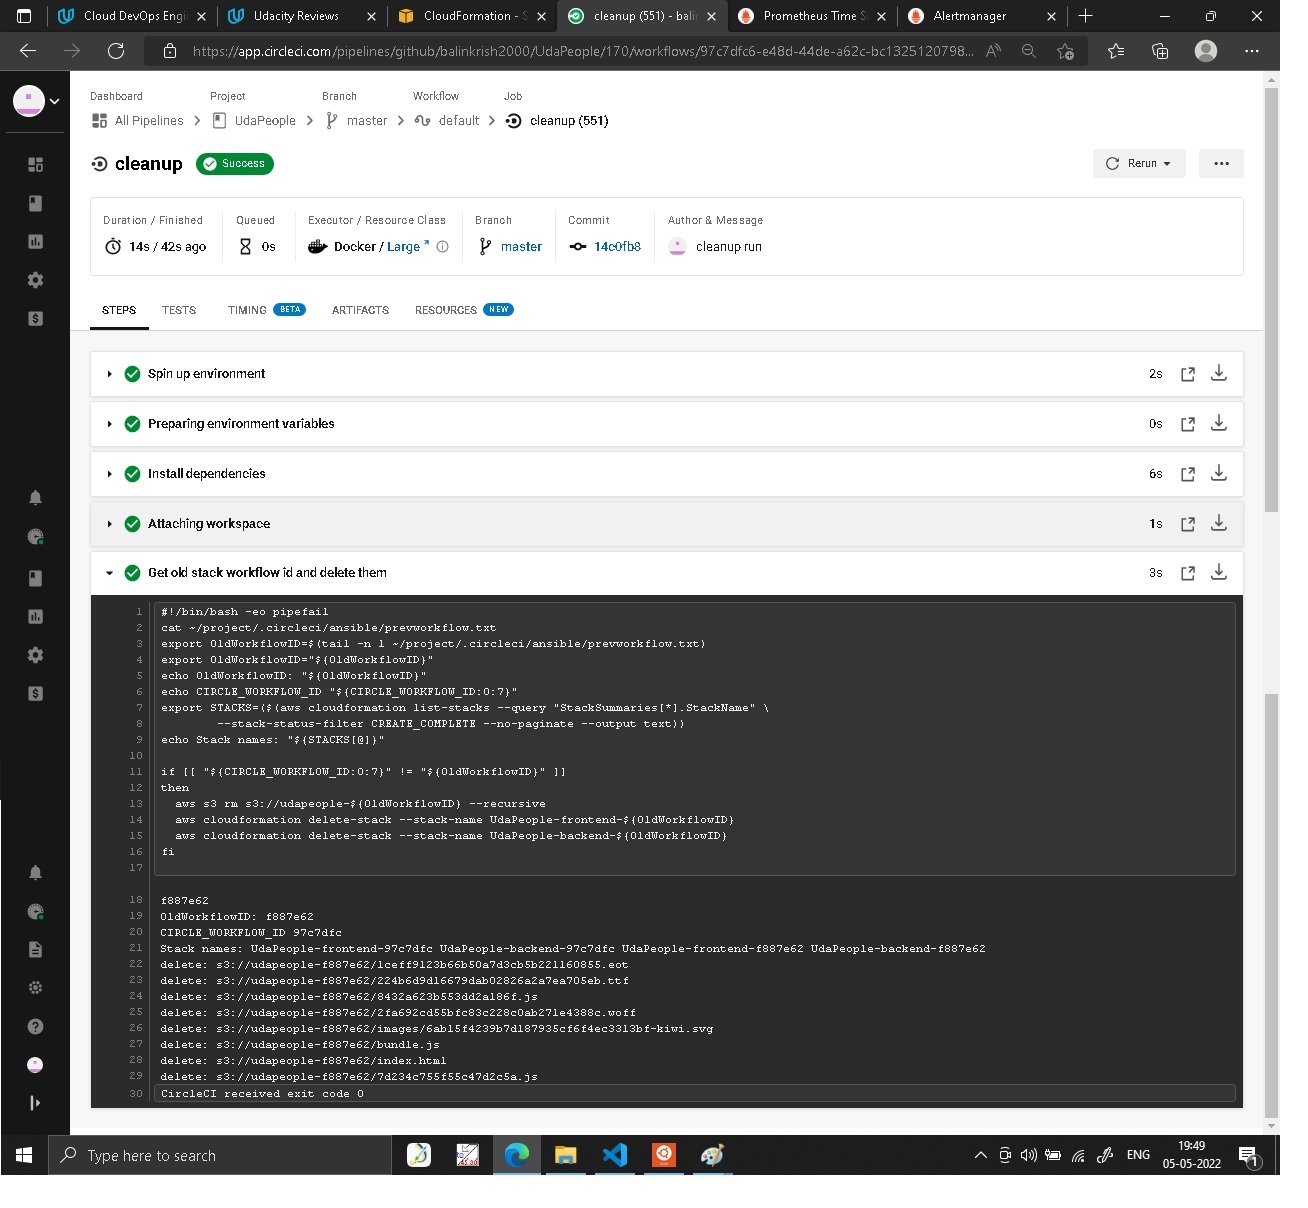 Cloud DevOps Engi
Udacity Reviews
CloudFormation - S
cleanup (551) - bali
Prometheus Time S
Alertmanager
https://app.circleci.com/pipelines/github/balinkrish2000/UdaPeople/170/workflows/97c7dfc6-e48d-44de-a62c-bc1325120798...
Dashboard Project Branch Workflow Job
All Pipelines UdaPeople master default cleanup (551)
cleanup Success Rerun
Duration / Finished Queued Executor / Resource Class Branch Commit Author & Message
14s / 42s ago 0s Docker / Large master 14c0fb8 cleanup run
STEPS TESTS TIMING BETA ARTIFACTS RESOURCES NEW
Spin up environment 2s
Preparing environment variables 0s
Install dependencies 6s
Attaching workspace 1s
Get old stack workflow id and delete them 3s
1 #!/bin/bash -eo pipefail
2 cat ~/project/.circleci/ansible/prevworkflow.txt
3 export OldWorkflowID=$(tail -n 1 ~/project/.circleci/ansible/prevworkflow.txt)
4 export OldWorkflowID="${OldWorkflowID}"
5 echo OldWorkflowID: "${OldWorkflowID}"
6 echo CIRCLE_WORKFLOW_ID "${CIRCLE_WORKFLOW_ID:0:7}"
7 export STACKS=($(aws cloudformation list-stacks --query "StackSummaries[*].StackName" \
8 --stack-status-filter CREATE_COMPLETE --no-paginate --output text))
9 echo Stack names: "${STACKS[@]}"
10
11 if [[ "${CIRCLE_WORKFLOW_ID:0:7}" != "${OldWorkflowID}" ]]
12 then
13 aws s3 rm s3://udapeople-${OldWorkflowID} --recursive
14 aws cloudformation delete-stack --stack-name UdaPeople-frontend-${OldWorkflowID}
15 aws cloudformation delete-stack --stack-name UdaPeople-backend-${OldWorkflowID}
16 fi
17
18 f887e62
19 OldWorkflowID: f887e62
20 CIRCLE_WORKFLOW_ID 97c7dfc
21 Stack names: UdaPeople-frontend-97c7dfc UdaPeople-backend-97c7dfc UdaPeople-frontend-f887e62 UdaPeople-backend-f887e62
22 delete: s3://udapeople-f887e62/1ceff9123b66b50a7d3cb5b221160855.eot
23 delete: s3://udapeople-f887e62/224b6d9d16679dab02826a2a7ea705eb.ttf
24 delete: s3://udapeople-f887e62/8432a623b553dd2a186f.js
25 delete: s3://udapeople-f887e62/2fa692cd55bfc83c228c0ab271e4388c.woff
26 delete: s3://udapeople-f887e62/images/6ab15f4239b7d187935cf6f4ec3313bf-kiwi.svg
27 delete: s3://udapeople-f887e62/bundle.js
28 delete: s3://udapeople-f887e62/index.html
29 delete: s3://udapeople-f887e62/7d234c755f55c47d2c5a.js
30 CircleCI received exit code 0
Type here to search
ENG
19:49
05-05-2022
1